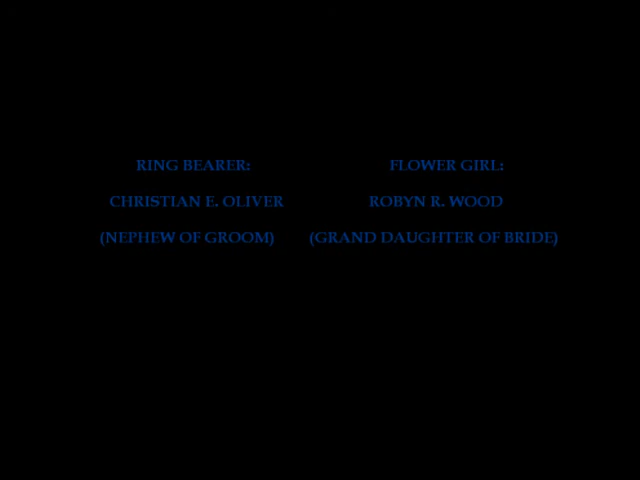 RING BEARER: FLOWER GIRL:
CHRISTIAN E. OLIVER ROBYN R. WOOD
(NEPHEW OF GROOM) (GRAND DAUGHTER OF BRIDE)